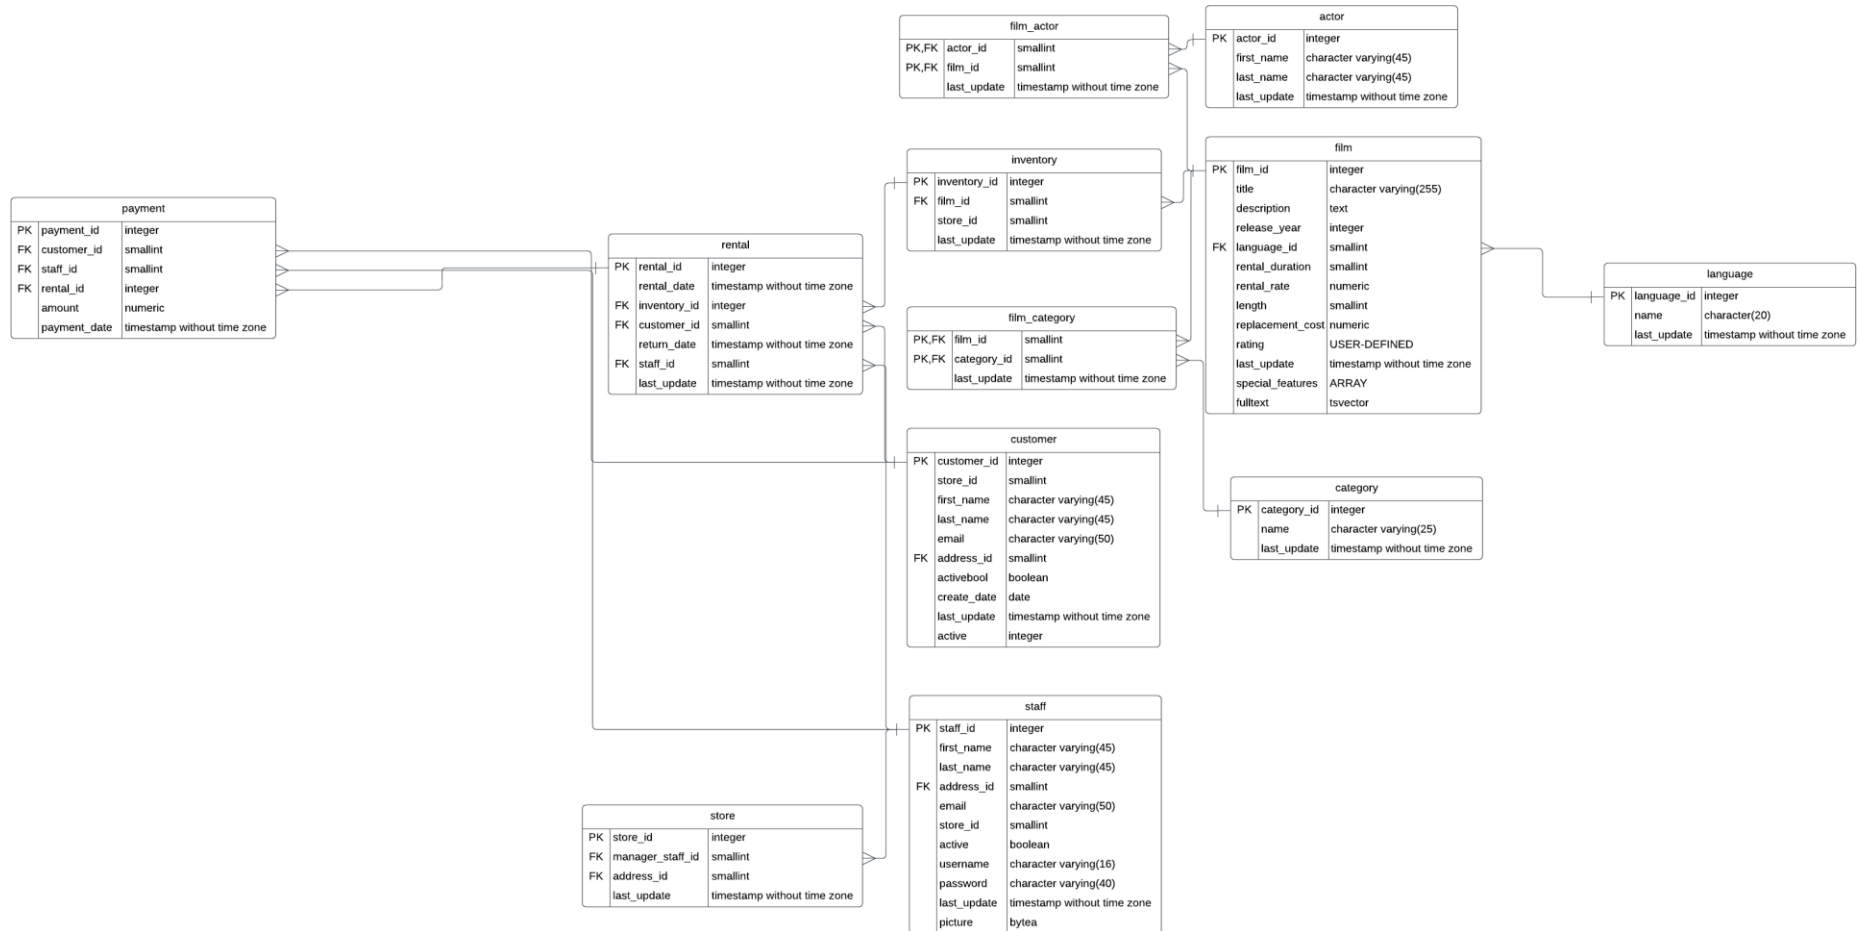 film_actor
PK,FK actor_id smallint
PK,FK film_id smallint
last_update timestamp without time zone
actor
PK actor_id integer
first_name character varying(45)
last_name character varying(45)
last_update timestamp without time zone
film
PK film_id integer
title character varying(255)
description text
release_year integer
FK language_id smallint
rental_duration smallint
rental_rate numeric
length smallint
replacement_cost numeric
rating USER-DEFINED
last_update timestamp without time zone
special_features ARRAY
fulltext tsvector
inventory
PK inventory_id integer
FK film_id smallint
store_id smallint
last_update timestamp without time zone
payment
PK payment_id integer
FK customer_id smallint
FK staff_id smallint
FK rental_id integer
amount numeric
payment_date timestamp without time zone
rental
PK rental_id integer
rental_date timestamp without time zone
FK inventory_id integer
FK customer_id smallint
return_date timestamp without time zone
FK staff_id smallint
last_update timestamp without time zone
language
PK language_id integer
name character(20)
last_update timestamp without time zone
film_category
PK,FK film_id smallint
PK,FK category_id smallint
last_update timestamp without time zone
customer
PK customer_id integer
store_id smallint
first_name character varying(45)
last_name character varying(45)
email character varying(50)
FK address_id smallint
activebool boolean
create_date date
last_update timestamp without time zone
active integer
category
PK category_id integer
name character varying(25)
last_update timestamp without time zone
staff
PK staff_id integer
first_name character varying(45)
last_name character varying(45)
FK address_id smallint
email character varying(50)
store_id smallint
active boolean
username character varying(16)
password character varying(40)
last_update timestamp without time zone
picture bytea
store
PK store_id integer
FK manager_staff_id smallint
FK address_id smallint
last_update timestamp without time zone